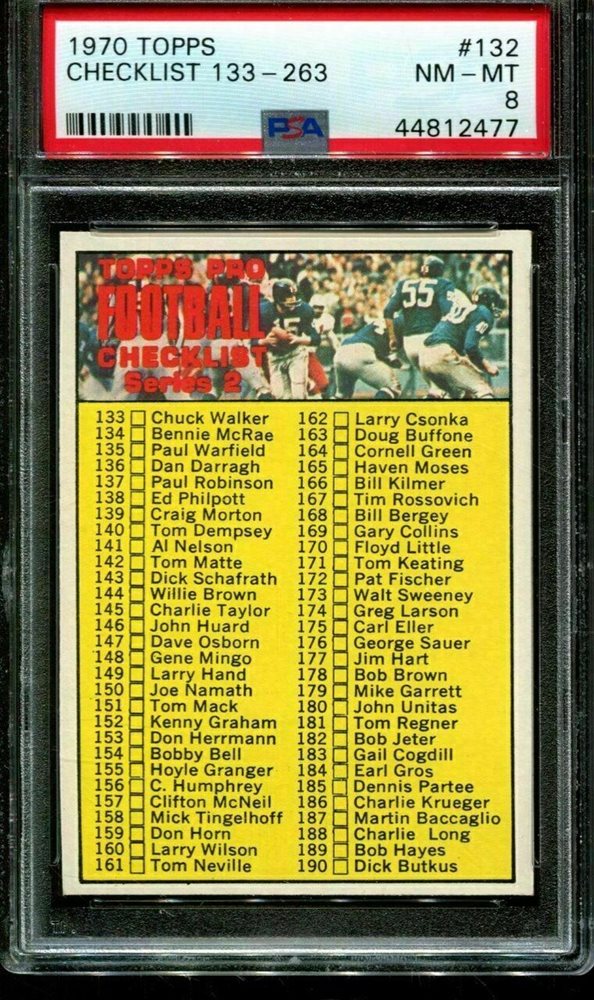 1970 TOPPS #132
CHECKLIST 133 - 263 NM - MT
8
PSA 44812477
TOPPS PRO
FOOTBALL
CHECKLIST
Series 2
55
133 Chuck Walker
134 Bennie McRae
135 Paul Warfield
136 Dan Darragh
137 Paul Robinson
138 Ed Philpott
139 Craig Morton
140 Tom Dempsey
141 Al Nelson
142 Tom Matte
143 Dick Schafrath
144 Willie Brown
145 Charlie Taylor
146 John Huard
147 Dave Osborn
148 Gene Mingo
149 Larry Hand
150 Joe Namath
151 Tom Mack
152 Kenny Graham
153 Don Herrmann
154 Bobby Bell
155 Hoyle Granger
156 C. Humphrey
157 Clifton McNeil
158 Mick Tingelhoff
159 Don Horn
160 Larry Wilson
161 Tom Neville
162 Larry Csonka
163 Doug Buffone
164 Cornell Green
165 Haven Moses
166 Bill Kilmer
167 Tim Rossovich
168 Bill Bergey
169 Gary Collins
170 Floyd Little
171 Tom Keating
172 Pat Fischer
173 Walt Sweeney
174 Greg Larson
175 Carl Eller
176 George Sauer
177 Jim Hart
178 Bob Brown
179 Mike Garrett
180 John Unitas
181 Tom Regner
182 Bob Jeter
183 Gail Cogdill
184 Earl Gros
185 Dennis Partee
186 Charlie Krueger
187 Martin Baccaglio
188 Charlie Long
189 Bob Hayes
190 Dick Butkus